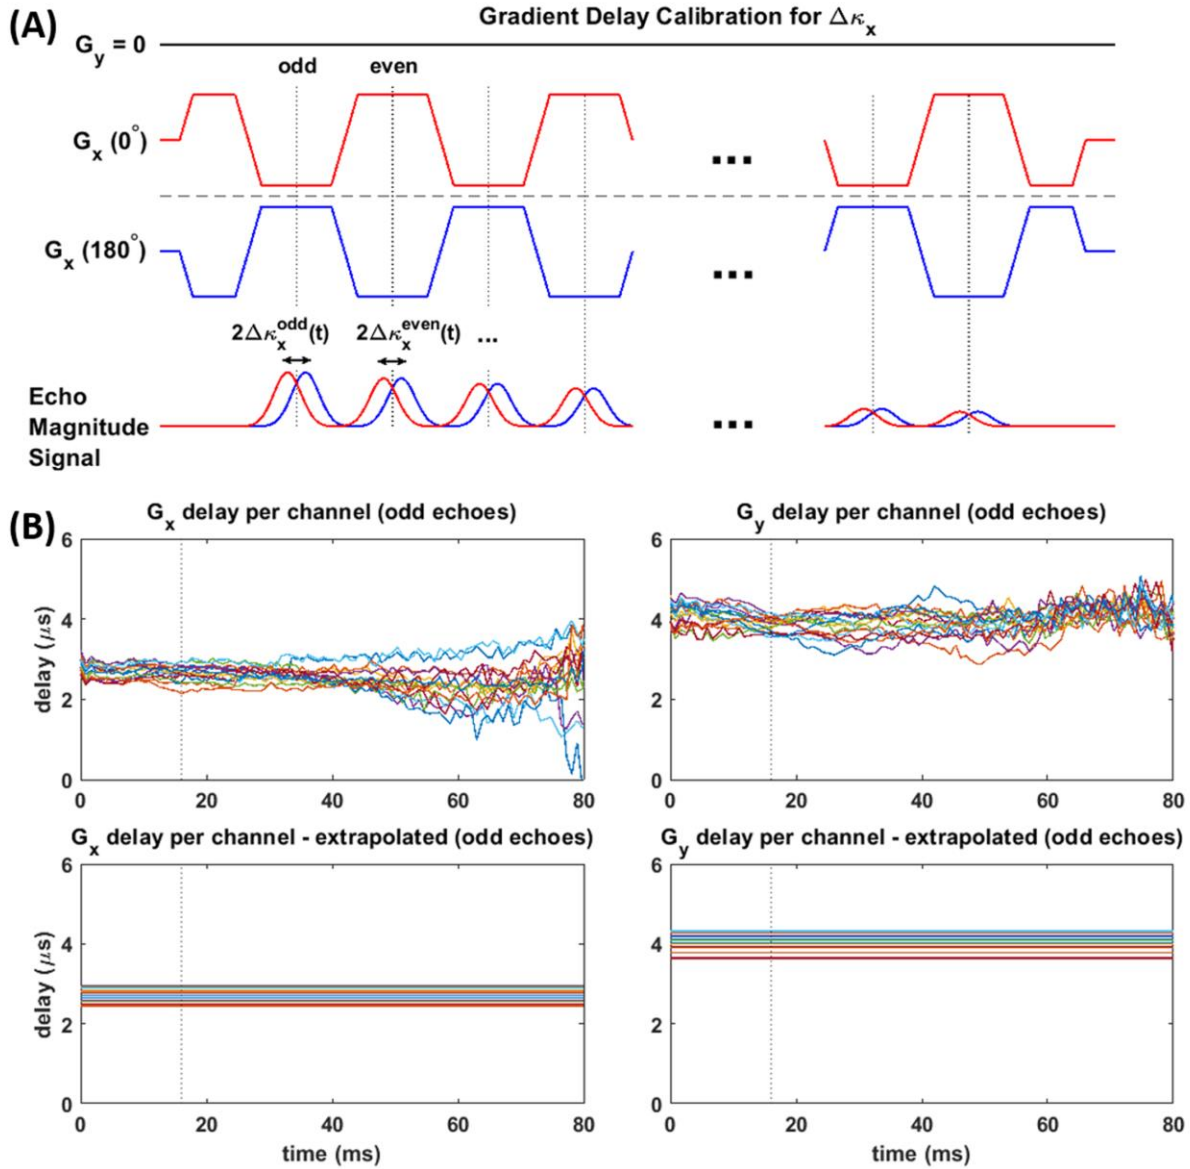 (A)
Gradient Delay Calibration for Δκx
Gy = 0
odd even
Gx (0°)
...
Gx (180°)
...
2Δκx^odd(t) 2Δκx^even(t) ...
Echo
Magnitude
Signal
...
(B)
Gx delay per channel (odd echoes)
6
4
2
0
delay (μs)
0 20 40 60 80
Gy delay per channel (odd echoes)
6
4
2
0
0 20 40 60 80
Gx delay per channel - extrapolated (odd echoes)
6
4
2
0
delay (μs)
0 20 40 60 80
time (ms)
Gy delay per channel - extrapolated (odd echoes)
6
4
2
0
0 20 40 60 80
time (ms)